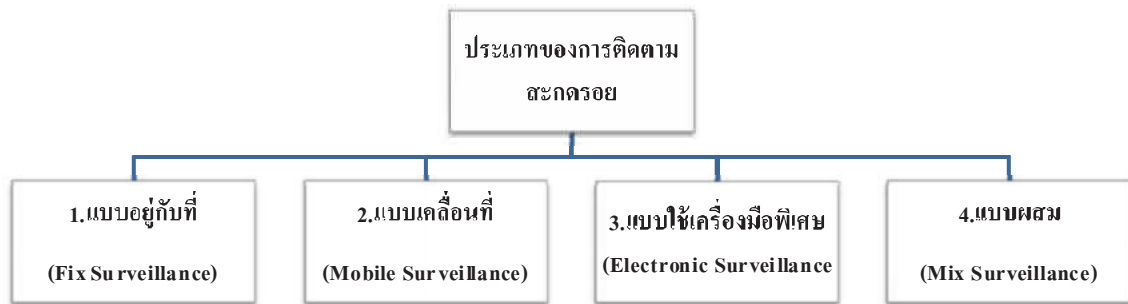 ประเภทของการติดตาม
สะกดรอย
1.แบบอยู่กับที่
(Fix Surveillance)
2.แบบเคลื่อนที่
(Mobile Surveillance)
3.แบบใช้เครื่องมือพิเศษ
(Electronic Surveillance
4.แบบผสม
(Mix Surveillance)